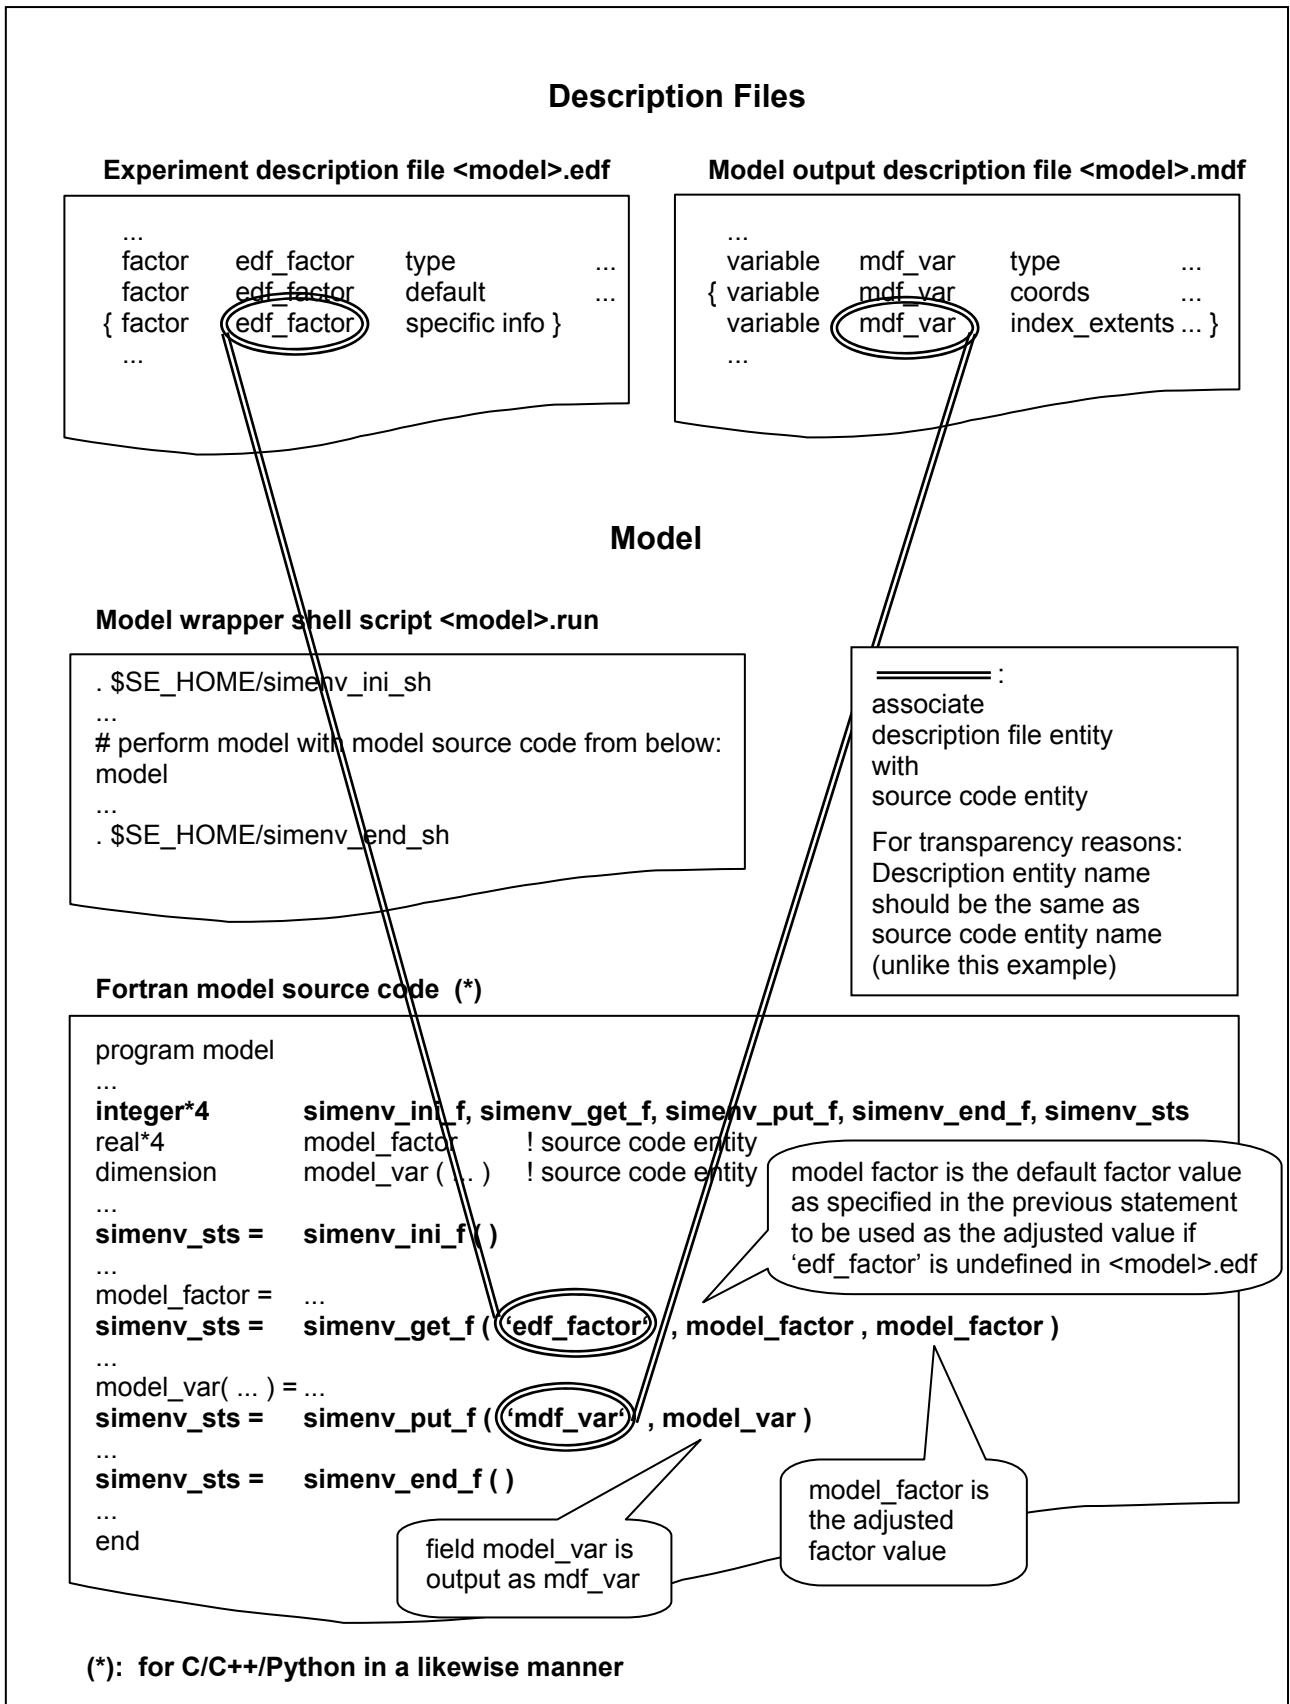 Description Files
Experiment description file <model>.edf
...
factor edf_factor type ...
factor edf_factor default ...
{ factor edf_factor specific info }
...
Model output description file <model>.mdf
...
variable mdf_var type ...
{ variable mdf_var coords ...
variable mdf_var index_extents ... }
...
Model
Model wrapper shell script <model>.run
. $SE_HOME/simenv_ini_sh
...
# perform model with model source code from below:
model
...
. $SE_HOME/simenv_end_sh
:
associate
description file entity
with
source code entity
For transparency reasons:
Description entity name
should be the same as
source code entity name
(unlike this example)
Fortran model source code (*)
program model
...
integer*4 simenv_ini_f, simenv_get_f, simenv_put_f, simenv_end_f, simenv_sts
real*4 model_factor ! source code entity
dimension model_var ( ... ) ! source code entity
...
simenv_sts = simenv_ini_f ( )
...
model_factor = ...
simenv_sts = simenv_get_f ( ‘edf_factor‘ , model_factor , model_factor )
...
model_var( ... ) = ...
simenv_sts = simenv_put_f ( ‘mdf_var‘ , model_var )
...
simenv_sts = simenv_end_f ( )
...
end
model factor is the default factor value
as specified in the previous statement
to be used as the adjusted value if
‘edf_factor’ is undefined in <model>.edf
model_factor is
the adjusted
factor value
field model_var is
output as mdf_var
(*): for C/C++/Python in a likewise manner